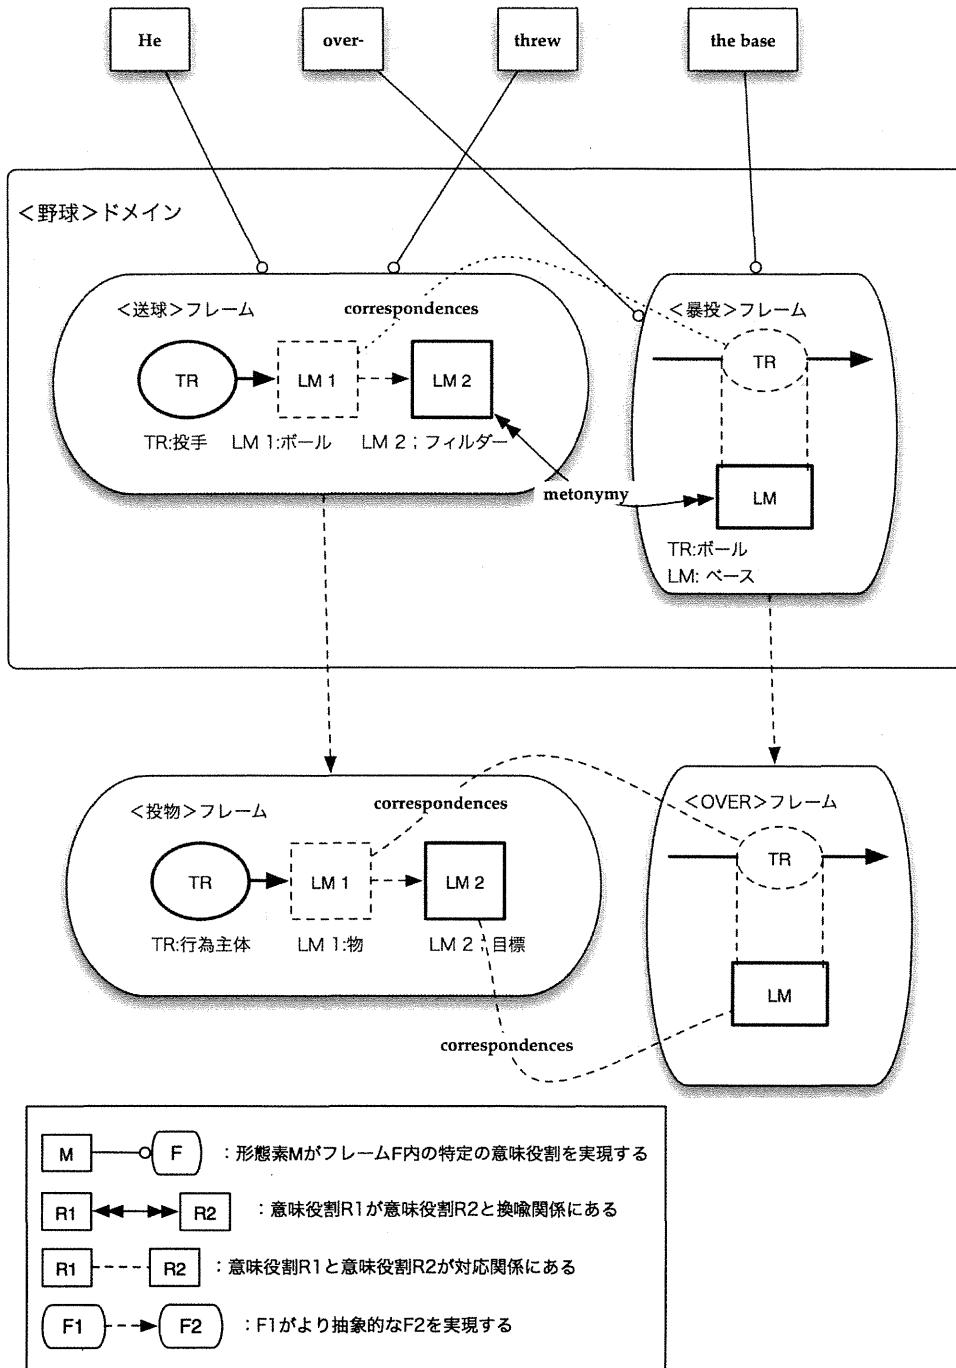 He
over-
threw
the base
＜野球＞ドメイン
＜送球＞フレーム
correspondences
TR
LM 1
LM 2
TR:投手
LM 1:ボール
LM 2；フィルダー
＜暴投＞フレーム
TR
LM
TR:ボール
LM: ベース
metonymy
＜投物＞フレーム
correspondences
TR
LM 1
LM 2
TR:行為主体
LM 1:物
LM 2；目標
＜OVER＞フレーム
TR
LM
correspondences
M F ：形態素MがフレームF内の特定の意味役割を実現する
R1 R2 ：意味役割R1が意味役割R2と換喩関係にある
R1 R2 ：意味役割R1と意味役割R2が対応関係にある
F1 F2 ：F1がより抽象的なF2を実現する